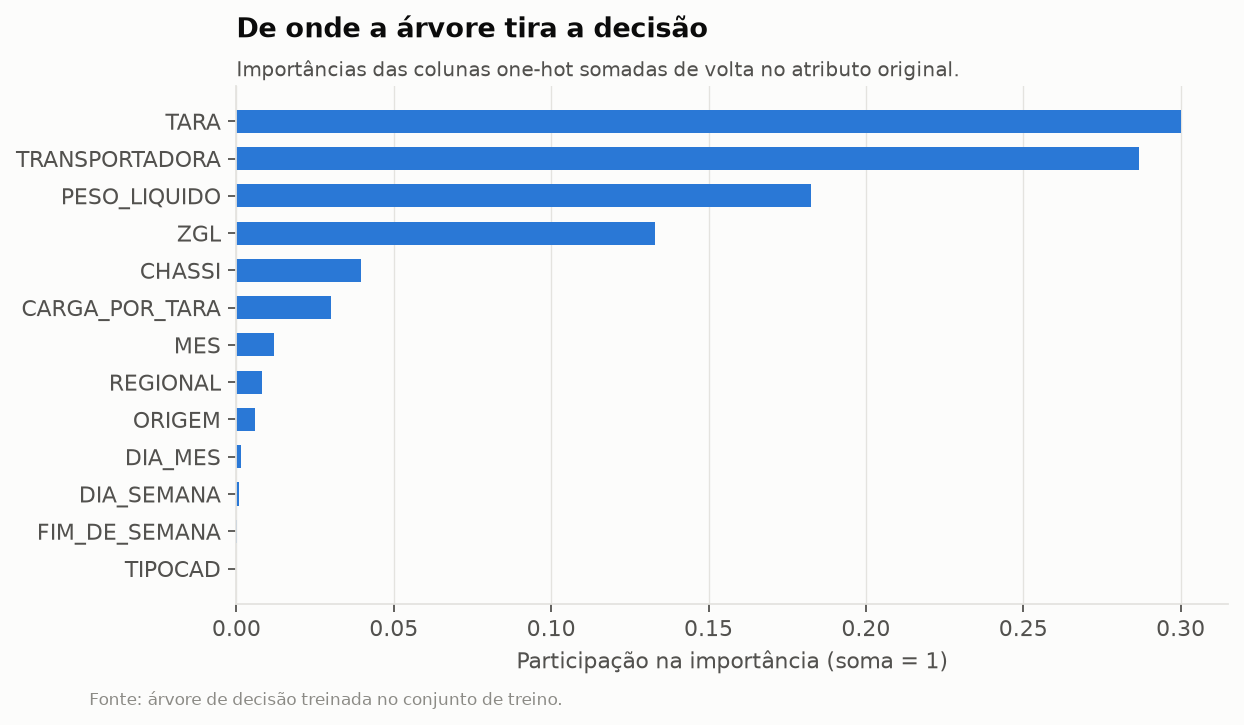 De onde a árvore tira a decisão
Importâncias das colunas one-hot somadas de volta no atributo original.
TARA
TRANSPORTADORA
PESO_LIQUIDO
ZGL
CHASSI
CARGA_POR_TARA
MES
REGIONAL
ORIGEM
DIA_MES
DIA_SEMANA
FIM_DE_SEMANA
TIPOCAD
0.00 0.05 0.10 0.15 0.20 0.25 0.30
Participação na importância (soma = 1)
Fonte: árvore de decisão treinada no conjunto de treino.